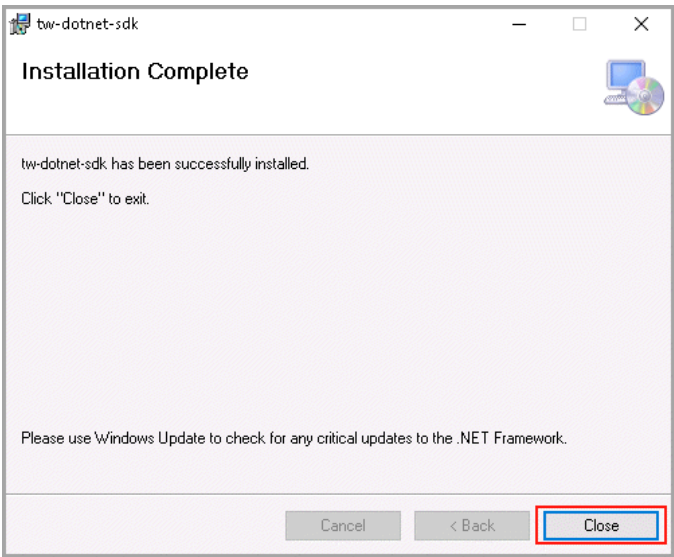 tw-dotnet-sdk
Installation Complete
tw-dotnet-sdk has been successfully installed.
Click "Close" to exit.
Please use Windows Update to check for any critical updates to the .NET Framework.
Cancel
< Back
Close